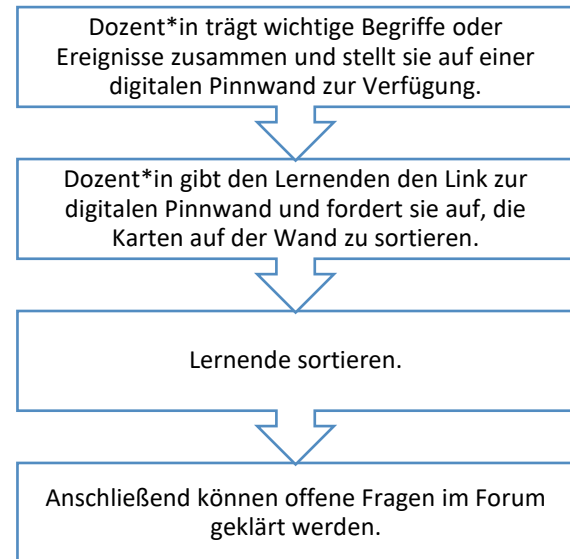 Dozent*in trägt wichtige Begriffe oder
Ereignisse zusammen und stellt sie auf einer
digitalen Pinnwand zur Verfügung.
Dozent*in gibt den Lernenden den Link zur
digitalen Pinnwand und fordert sie auf, die
Karten auf der Wand zu sortieren.
Lernende sortieren.
Anschließend können offene Fragen im Forum
geklärt werden.